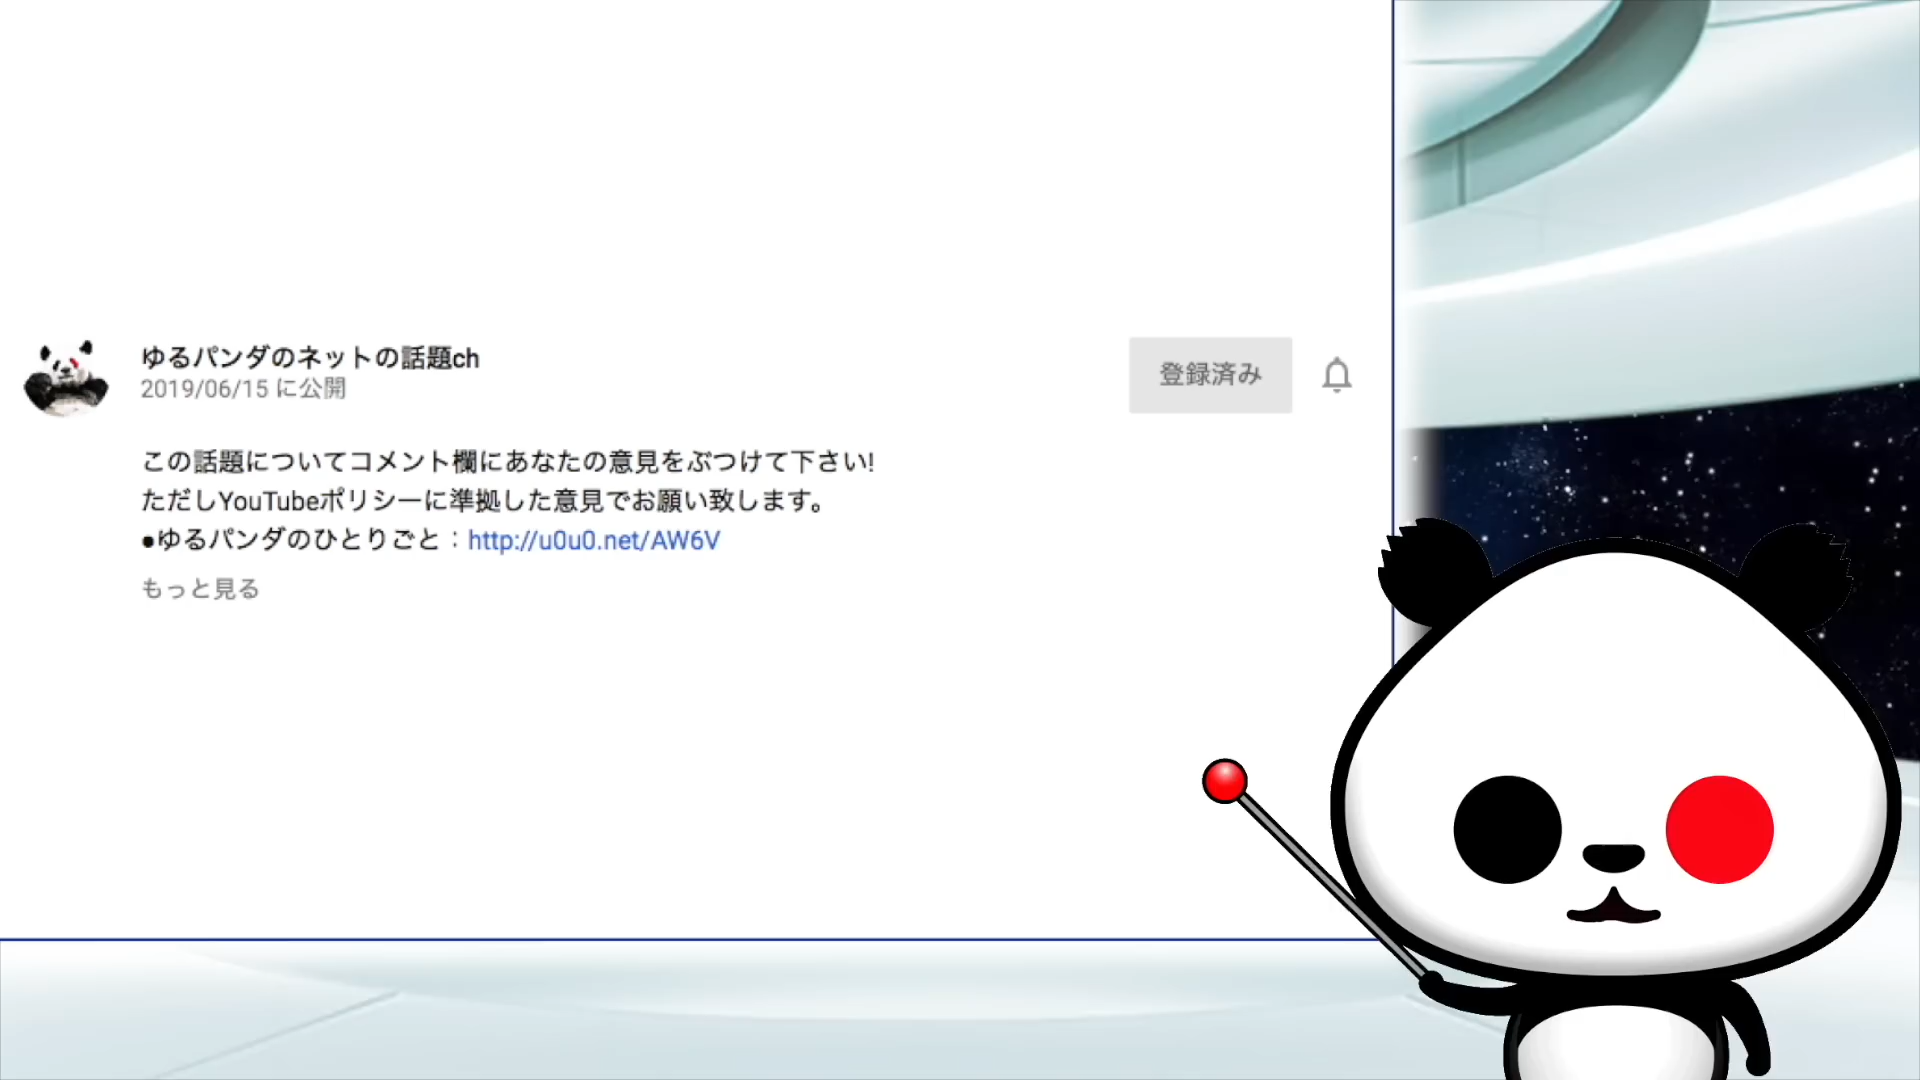 ゆるパンダのネットの話題ch
2019/06/15 に公開
登録済み
この話題についてコメント欄にあなたの意見をぶつけて下さい!
ただしYouTubeポリシーに準拠した意見でお願い致します。
●ゆるパンダのひとりごと：http://u0u0.net/AW6V
もっと見る